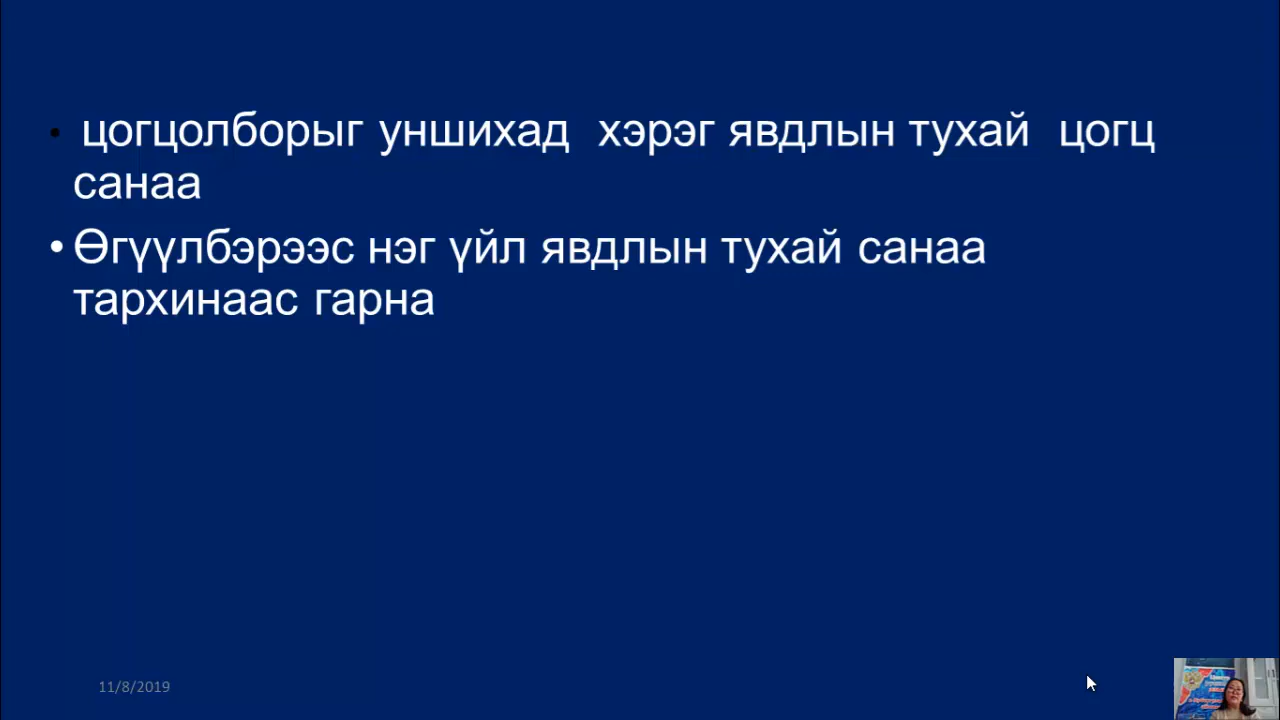 • цогцолборыг уншихад хэрэг явдлын тухай цогц
санаа
• Өгүүлбэрээс нэг үйл явдлын тухай санаа
тархинаас гарна
11/8/2019